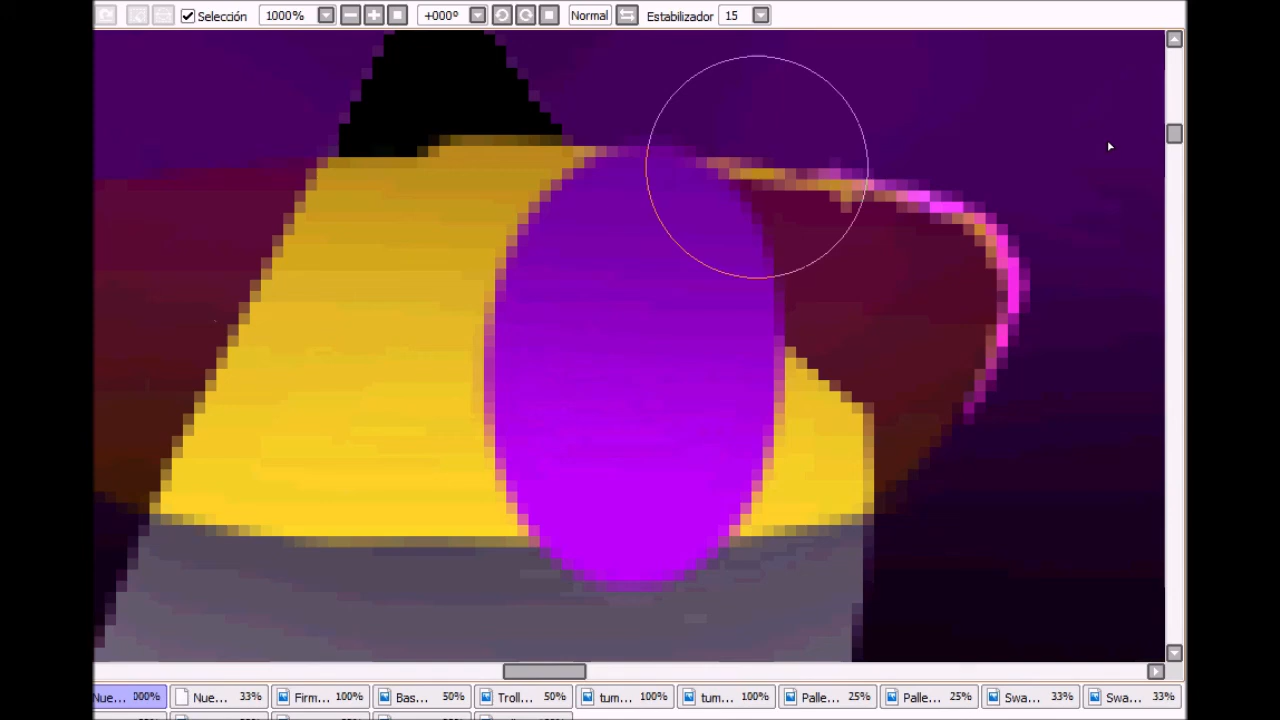 Selección 1000% +000º Normal Estabilizador 15
Nue... 000% Nue... 33% Firm... 100% Bas... 50% Troll... 50% tum... 100% tum... 100% Palle... 25% Palle... 25% Swa... 33% Swa... 33%